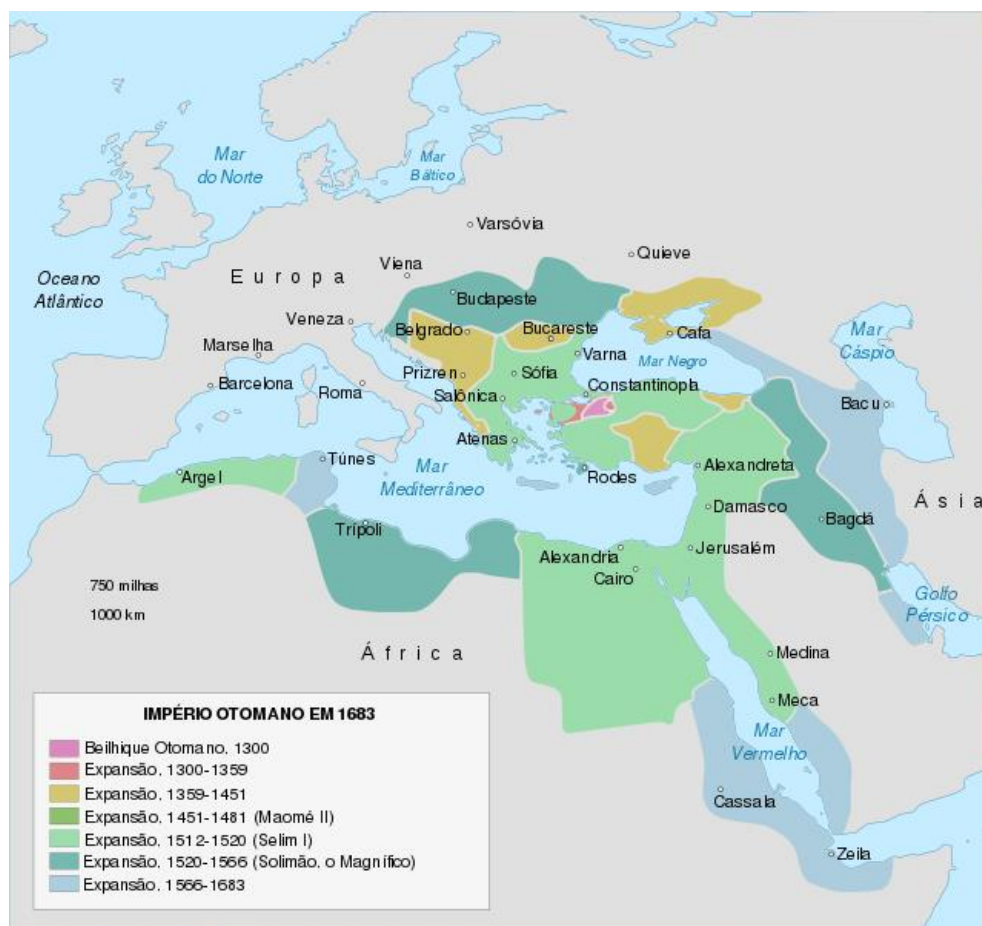 Mar
do Norte
Mar
Báltico
Varsóvia
Quieve
Oceano
Atlântico
Europa
Viena
Budapeste
Veneza
Belgrado
Bucareste
Cafa
Mar
Cáspio
Marselha
Varna
Mar Negro
Barcelona
Roma
Prizren
Sófia
Constantinopla
Salônica
Bacu
Atenas
Argel
Túnes
Mar
Mediterrâneo
Rodes
Alexandreta
Ásia
Damasco
Trípoli
Bagdá
Alexandria
Jerusalém
Cairo
750 milhas
1000 km
Golfo
Pérsico
África
Medina
Meca
Mar
Vermelho
Cassala
Zeila
IMPÉRIO OTOMANO EM 1683
Beilhique Otomano, 1300
Expansão, 1300-1359
Expansão, 1359-1451
Expansão, 1451-1481 (Maomé II)
Expansão, 1512-1520 (Selim I)
Expansão, 1520-1566 (Solimão, o Magnífico)
Expansão, 1566-1683